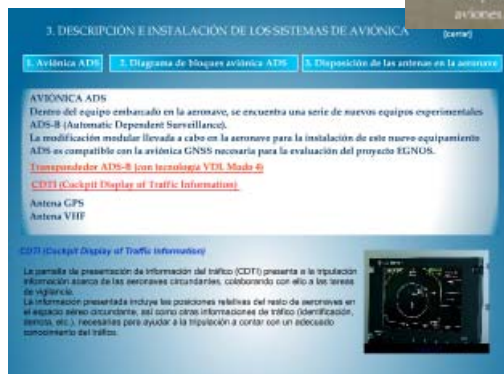 aviones
3. DESCRIPCIÓN E INSTALACIÓN DE LOS SISTEMAS DE AVIÓNICA
[cerrar]
1. Aviónica ADS
2. Diagrama de bloques aviónica ADS
3. Disposición de las antenas en la aeronave
AVIÓNICA ADS
Dentro del equipo embarcado en la aeronave, se encuentra una serie de nuevos equipos experimentales
ADS-B (Automatic Dependent Surveillance).
La modificación modular llevada a cabo en la aeronave para la instalación de este nuevo equipamiento
ADS es compatible con la aviónica GNSS necesaria para la evaluación del proyecto EGNOS.
Transpondedor ADS-B (con tecnología VDL Modo 4)
CDTI (Cockpit Display of Traffic Information)
Antena GPS
Antena VHF
CDTI (Cockpit Display of Traffic Information)
La pantalla de presentación de información del tráfico (CDTI) presenta a la tripulación
información acerca de las aeronaves circundantes, colaborando con ello a las tareas
de vigilancia.
La información presentada incluye las posiciones relativas del resto de aeronaves en
el espacio aéreo circundante, así como otras informaciones de tráfico (identificación,
derrota, etc.), necesarias para ayudar a la tripulación a contar con un adecuado
conocimiento del tráfico.